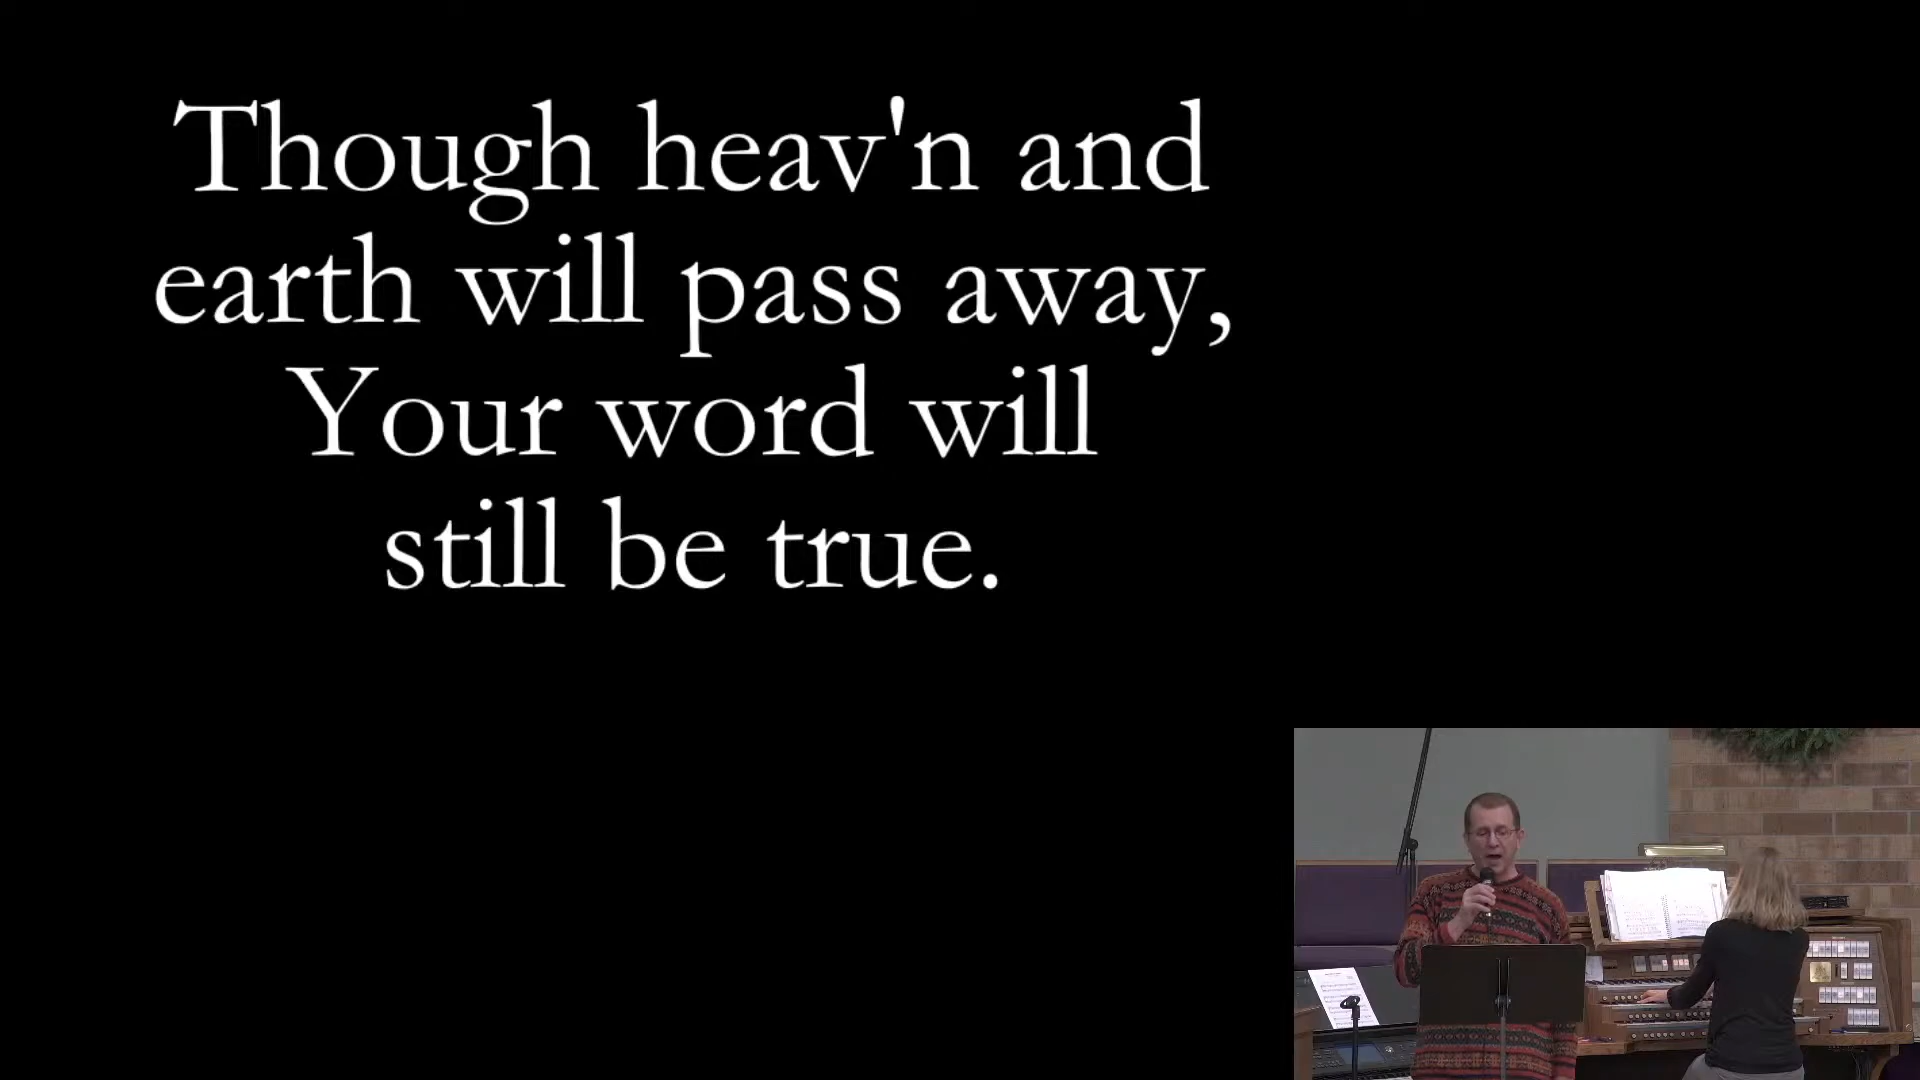 Though heav'n and
earth will pass away,
Your word will
still be true.